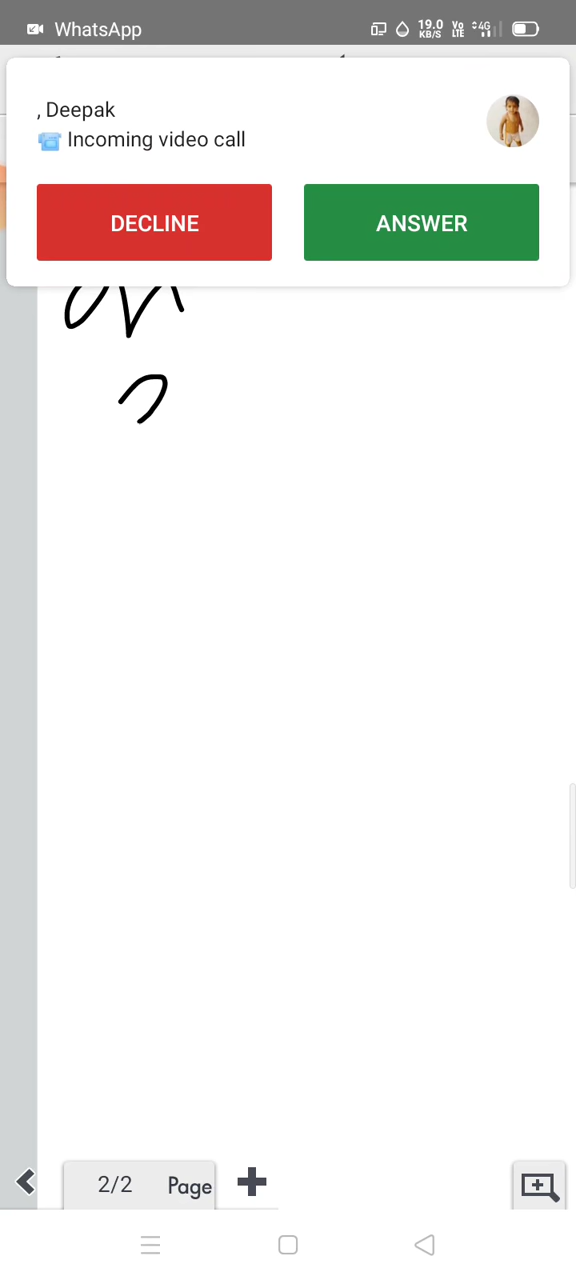 WhatsApp 19.0 KB/S Vo LTE 4G
, Deepak
Incoming video call
DECLINE ANSWER
2/2 Page